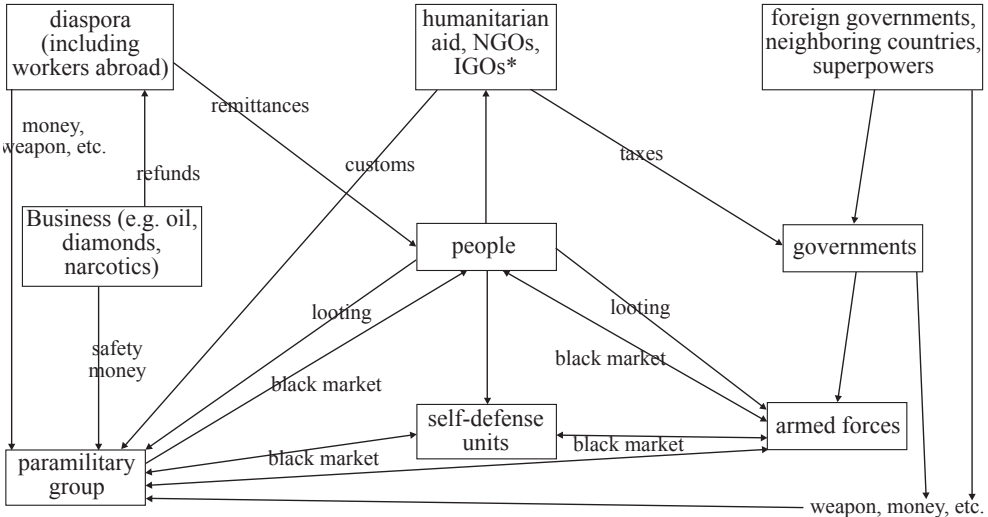 diaspora
(including
workers abroad)
humanitarian
aid, NGOs,
IGOs*
foreign governments,
neighboring countries,
superpowers
remittances
money,
weapon, etc.
customs
taxes
refunds
Business (e.g. oil,
diamonds,
narcotics)
people
governments
looting
looting
safety
money
black market
black market
self-defense
units
armed forces
black market
black market
paramilitary
group
weapon, money, etc.